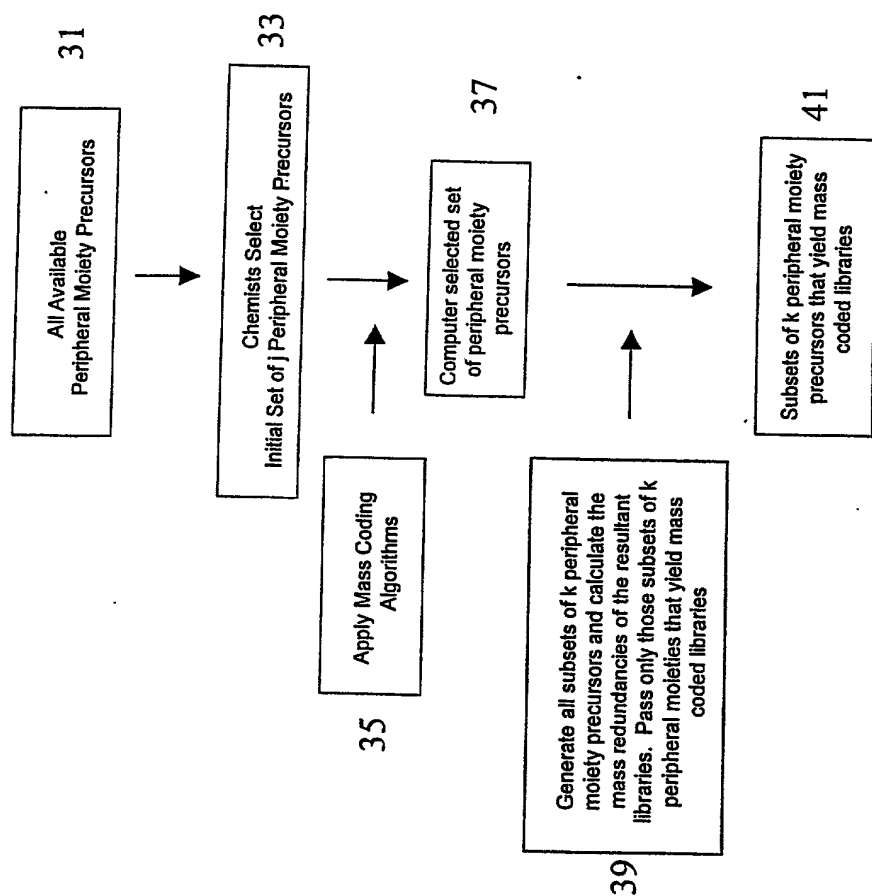 31
All Available
Peripheral Moiety Precursors
33
Chemists Select
Initial Set of j Peripheral Moiety Precursors
35
Apply Mass Coding
Algorithms
37
Computer selected set
of peripheral moiety
precursors
39
Generate all subsets of k peripheral
moiety precursors and calculate the
mass redundancies of the resultant
libraries. Pass only those subsets of k
peripheral moieties that yield mass
coded libraries
41
Subsets of k peripheral moiety
precursors that yield mass
coded libraries